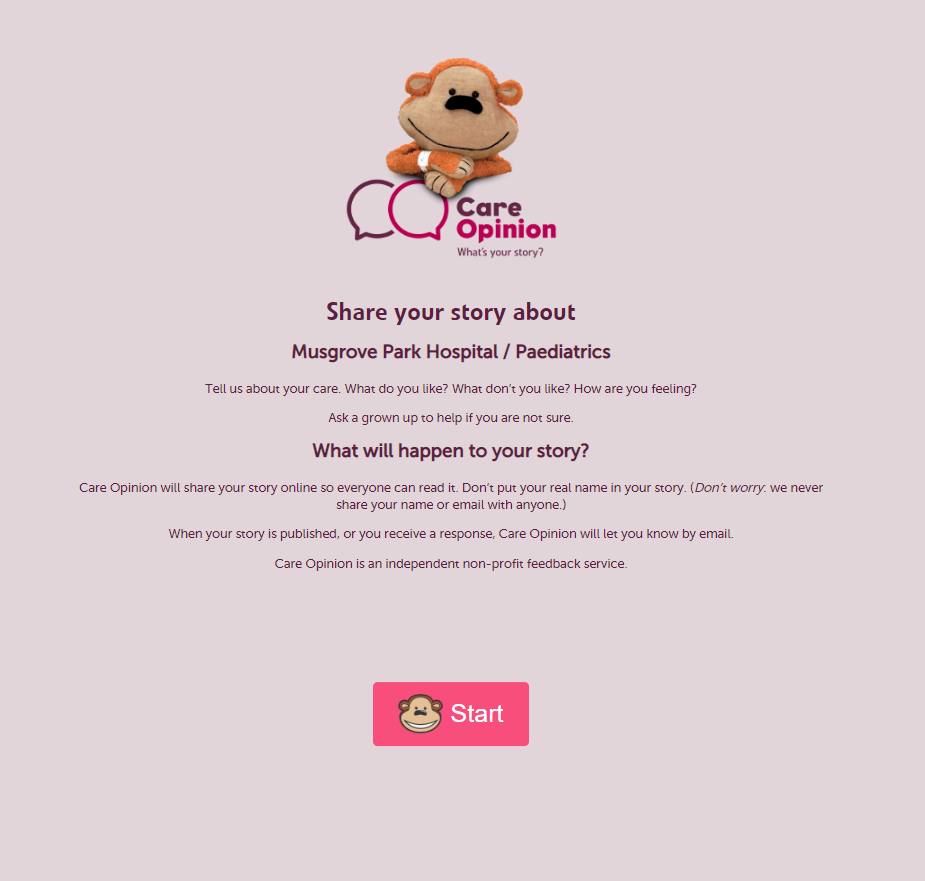 Care
Opinion
What's your story?
Share your story about
Musgrove Park Hospital / Paediatrics
Tell us about your care. What do you like? What don't you like? How are you feeling?
Ask a grown up to help if you are not sure.
What will happen to your story?
Care Opinion will share your story online so everyone can read it. Don't put your real name in your story. (Don't worry: we never
share your name or email with anyone.)
When your story is published, or you receive a response, Care Opinion will let you know by email.
Care Opinion is an independent non-profit feedback service.
Start